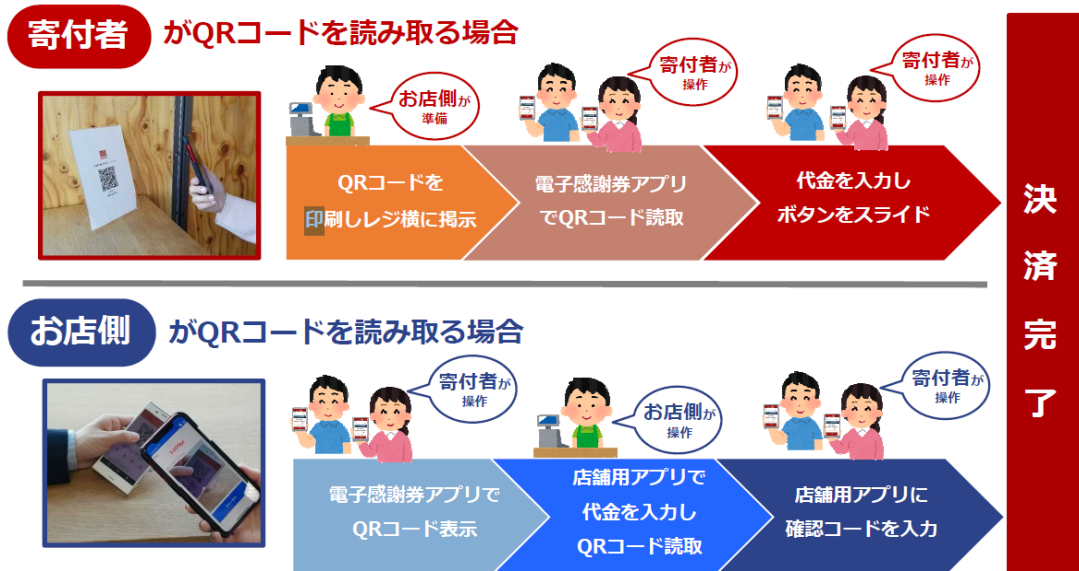 寄付者 がQRコードを読み取る場合
お店側が
準備
寄付者が
操作
寄付者が
操作
QRコードを
印刷しレジ横に掲示
電子感謝券アプリ
でQRコード読取
代金を入力し
ボタンをスライド
お店側 がQRコードを読み取る場合
寄付者が
操作
お店側が
操作
寄付者が
操作
電子感謝券アプリで
QRコード表示
店舗用アプリで
代金を入力し
QRコード読取
店舗用アプリに
確認コードを入力
決済完了